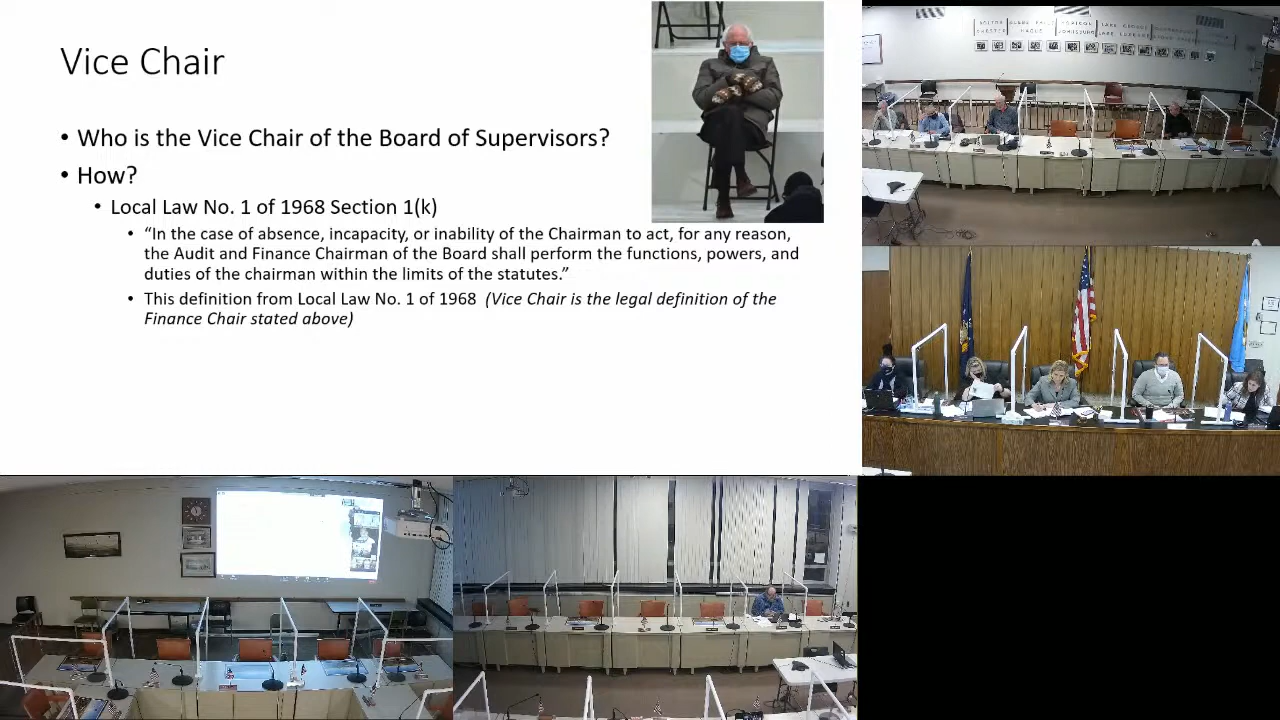 Vice Chair
• Who is the Vice Chair of the Board of Supervisors?
• How?
• Local Law No. 1 of 1968 Section 1(k)
• “In the case of absence, incapacity, or inability of the Chairman to act, for any reason,
the Audit and Finance Chairman of the Board shall perform the functions, powers, and
duties of the chairman within the limits of the statutes.”
• This definition from Local Law No. 1 of 1968 (Vice Chair is the legal definition of the
Finance Chair stated above)
HAGUE